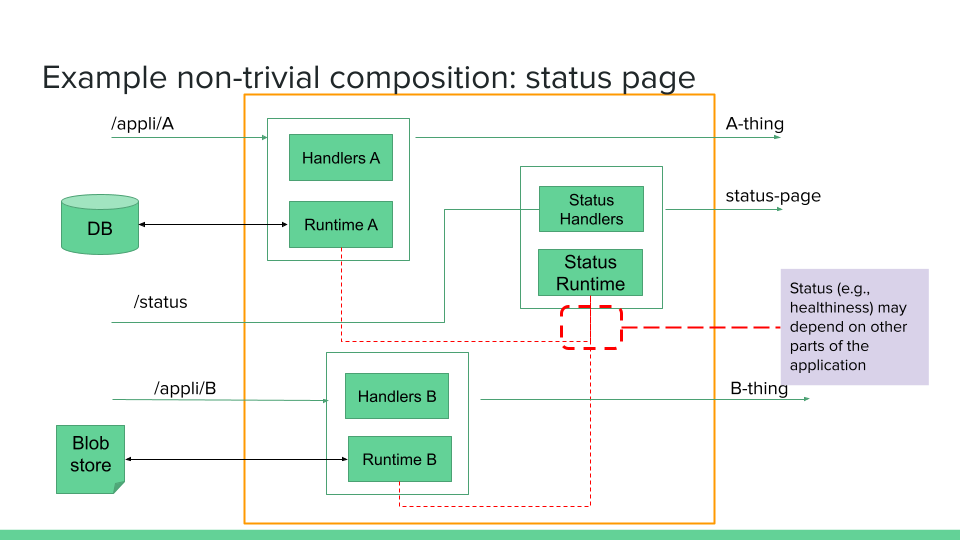 Example non-trivial composition: status page
/appli/A
A-thing
Handlers A
status-page
Status
Handlers
DB
Runtime A
Status
Runtime
/status
Status (e.g.,
healthiness) may
depend on other
parts of the
application
/appli/B
B-thing
Handlers B
Blob
store
Runtime B